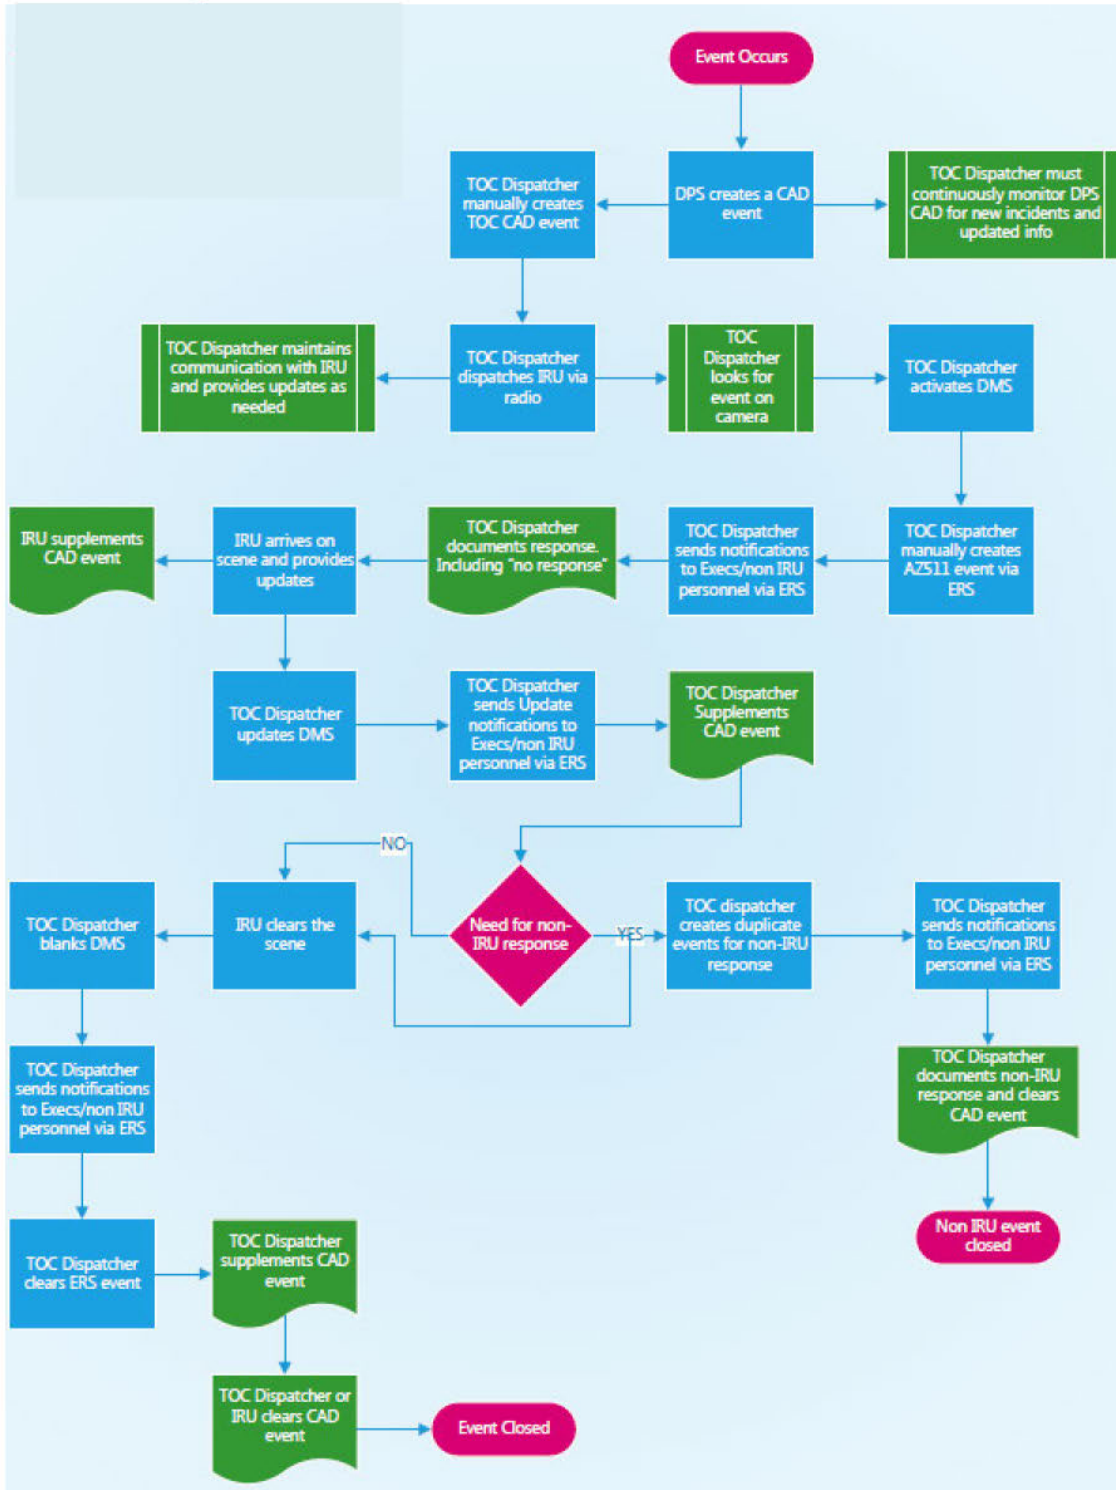 Event Occurs
TOC Dispatcher
manually creates
TOC CAD event
DPS creates a CAD
event
TOC Dispatcher must
continuously monitor DPS
CAD for new incidents and
updated info
TOC Dispatcher maintains
communication with IRU
and provides updates as
needed
TOC Dispatcher
dispatches IRU via
radio
TOC
Dispatcher
looks for
event on
camera
TOC Dispatcher
activates DMS
IRU supplements
CAD event
IRU arrives on
scene and provides
updates
TOC Dispatcher
documents response.
Including "no response"
TOC Dispatcher
sends notifications
to Execs/non IRU
personnel via ERS
TOC Dispatcher
manually creates
AZ511 event via
ERS
TOC Dispatcher
updates DMS
TOC Dispatcher
sends Update
notifications to
Execs/non IRU
personnel via ERS
TOC Dispatcher
Supplements
CAD event
NO
TOC Dispatcher
blanks DMS
IRU clears the
scene
Need for non-
IRU response
YES
TOC dispatcher
creates duplicate
events for non-IRU
response
TOC Dispatcher
sends notifications
to Execs/non IRU
personnel via ERS
TOC Dispatcher
sends notifications
to Execs/non IRU
personnel via ERS
TOC Dispatcher
documents non-IRU
response and clears
CAD event
TOC Dispatcher
clears ERS event
TOC Dispatcher
supplements CAD
event
Non IRU event
closed
TOC Dispatcher or
IRU clears CAD
event
Event Closed